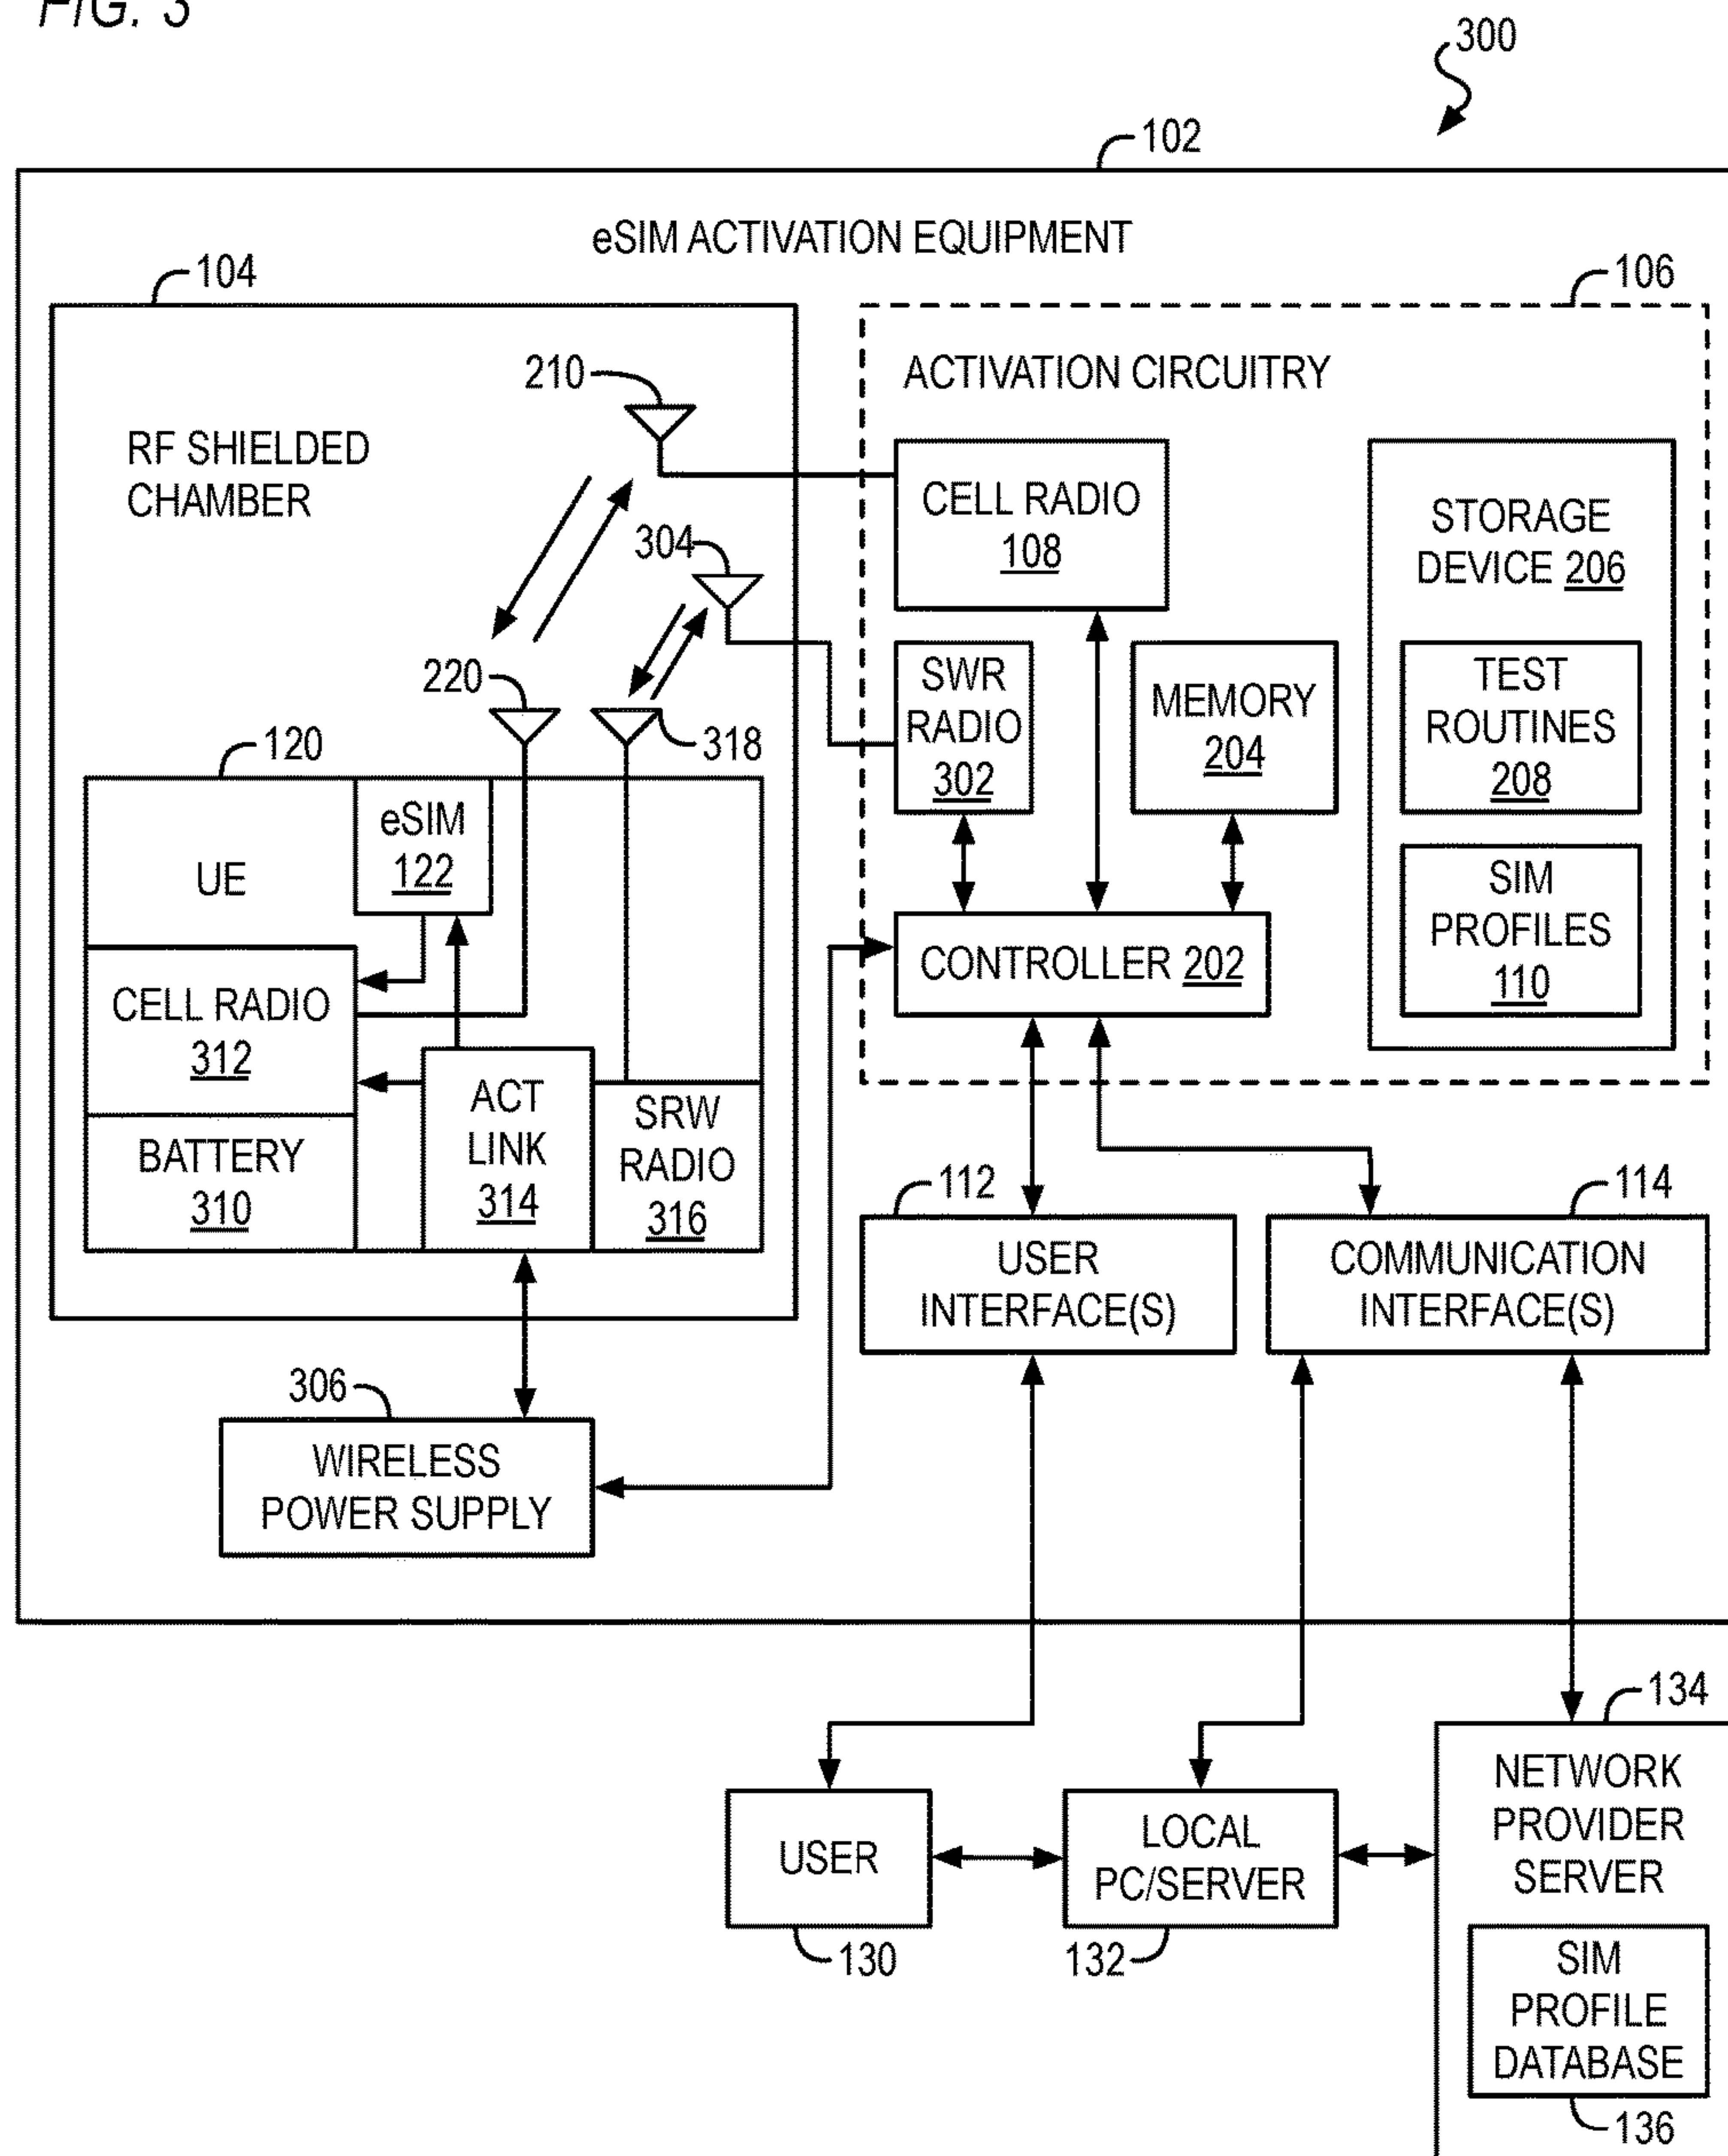 FIG. 3
300
102
eSIM ACTIVATION EQUIPMENT
104
106
RF SHIELDED
CHAMBER
210
304
220
318
ACTIVATION CIRCUITRY
CELL RADIO
108
SWR
RADIO
302
MEMORY
204
STORAGE
DEVICE 206
TEST
ROUTINES
208
SIM
PROFILES
110
CONTROLLER 202
120
UE
eSIM
122
CELL RADIO
312
BATTERY
310
ACT
LINK
314
SRW
RADIO
316
112
USER
INTERFACE(S)
114
COMMUNICATION
INTERFACE(S)
306
WIRELESS
POWER SUPPLY
USER
130
LOCAL
PC/SERVER
132
134
NETWORK
PROVIDER
SERVER
SIM
PROFILE
DATABASE
136